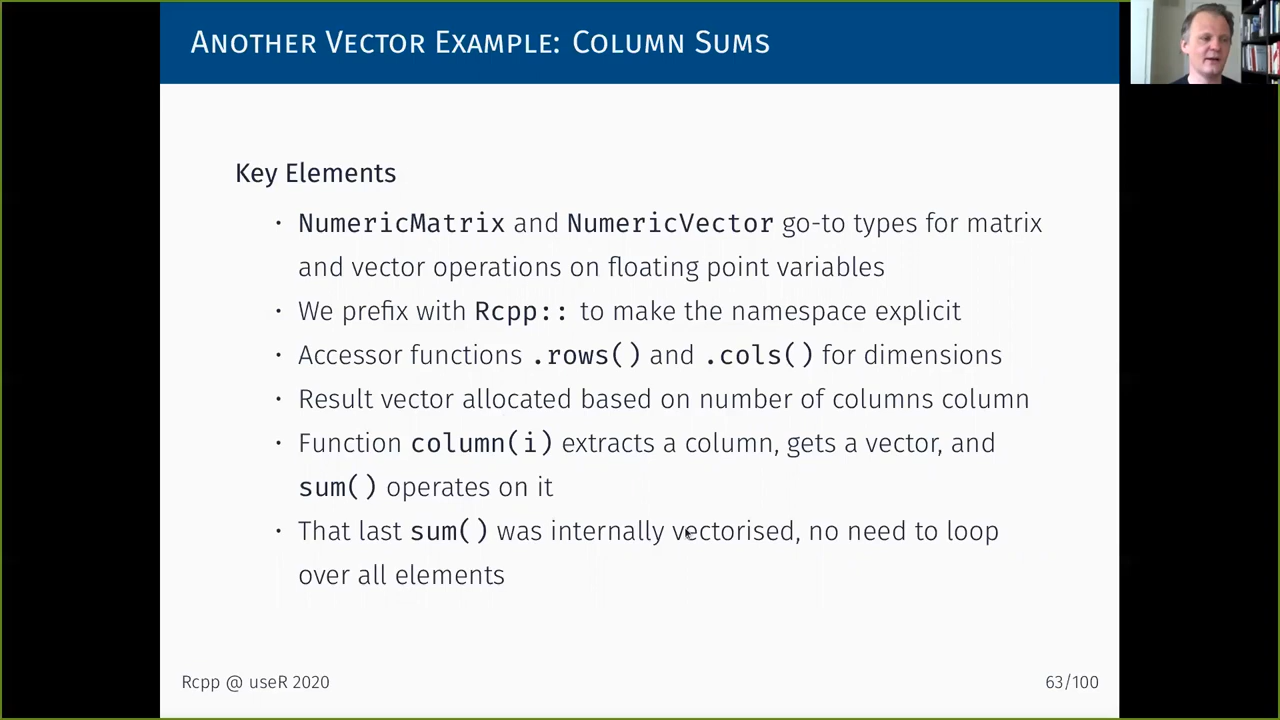 Another Vector Example: Column Sums
Key Elements
• NumericMatrix and NumericVector go-to types for matrix
and vector operations on floating point variables
• We prefix with Rcpp:: to make the namespace explicit
• Accessor functions .rows() and .cols() for dimensions
• Result vector allocated based on number of columns column
• Function column(i) extracts a column, gets a vector, and
sum() operates on it
• That last sum() was internally vectorised, no need to loop
over all elements
Rcpp @ useR 2020
63/100